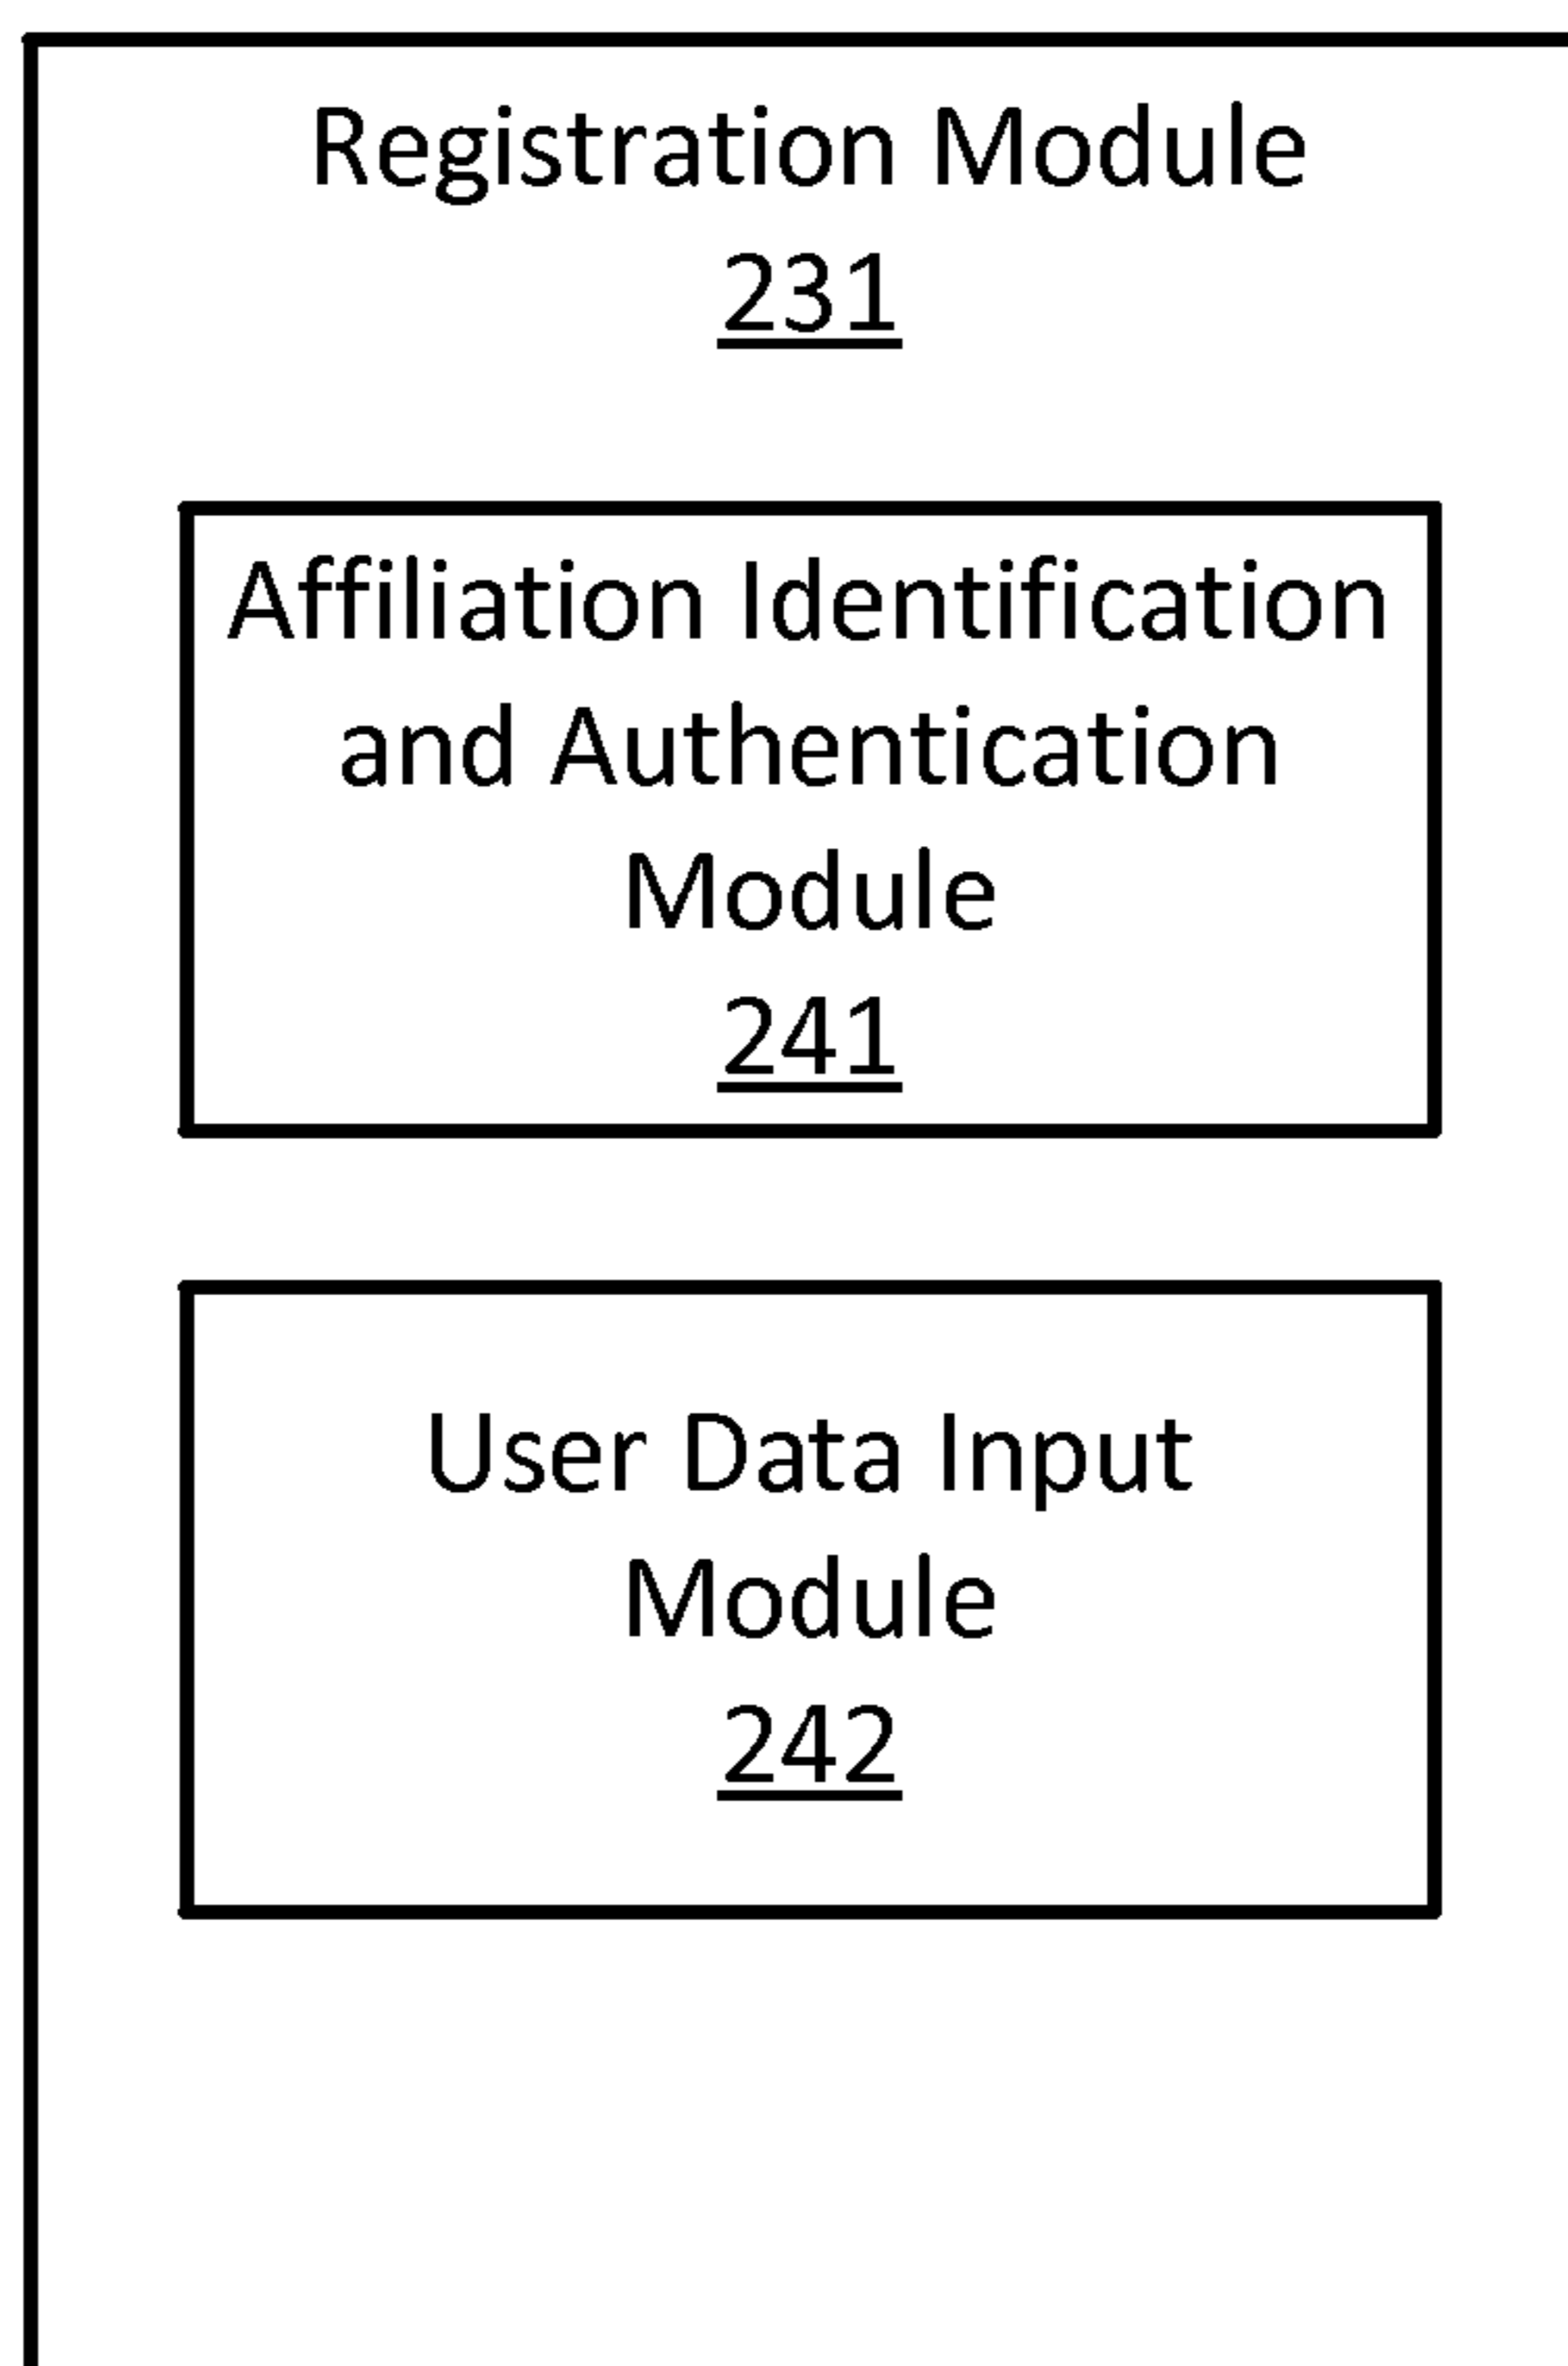 Registration Module
231
Affiliation Identification
and Authentication
Module
241
User Data Input
Module
242